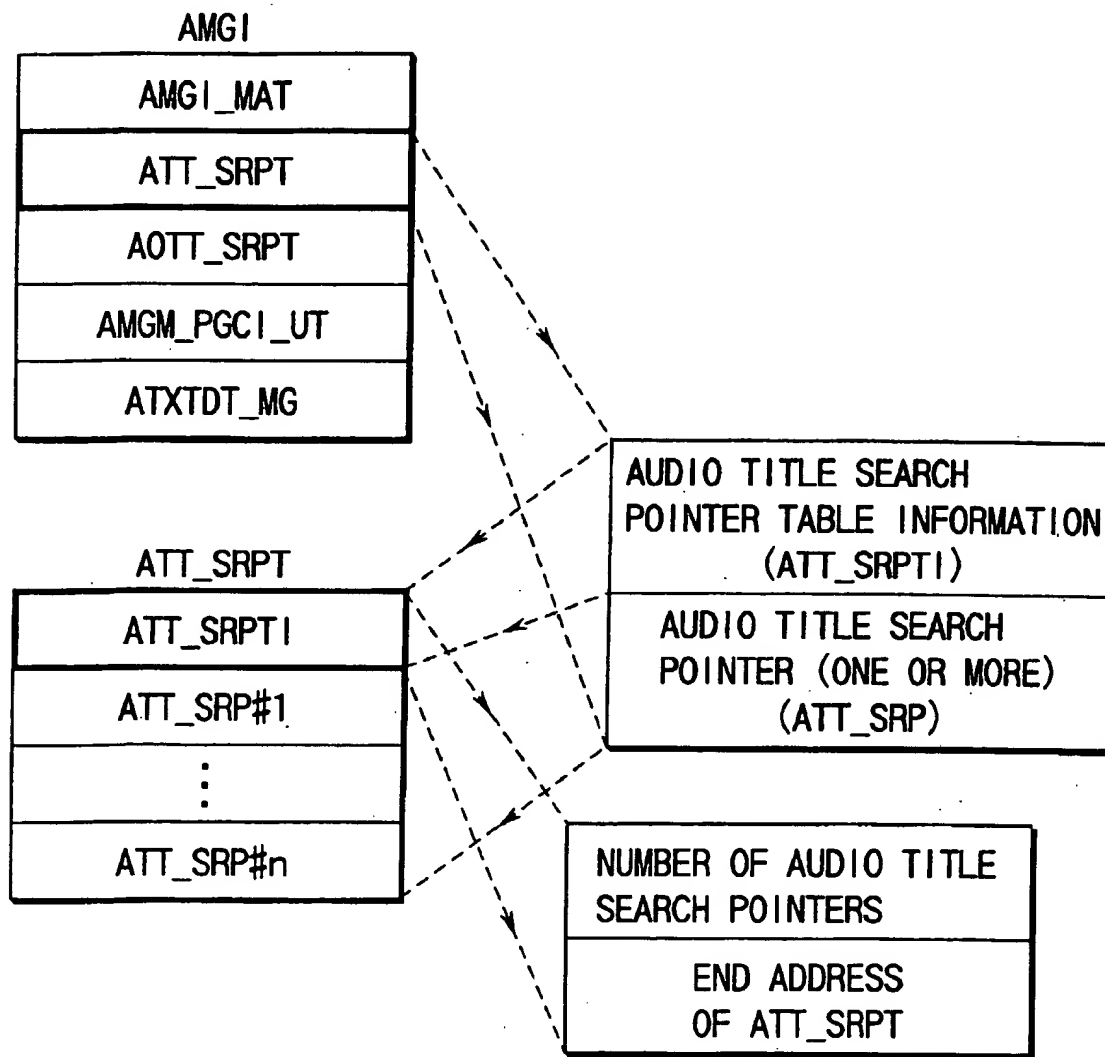 AMGI
AMGI_MAT
ATT_SRPT
AOTT_SRPT
AMGM_PGCI_UT
ATXTDT_MG
AUDIO TITLE SEARCH
POINTER TABLE INFORMATION
(ATT_SRPTI)
AUDIO TITLE SEARCH
POINTER (ONE OR MORE)
(ATT_SRP)
ATT_SRPT
ATT_SRPTI
ATT_SRP#1
⋮
ATT_SRP#n
NUMBER OF AUDIO TITLE
SEARCH POINTERS
END ADDRESS
OF ATT_SRPT